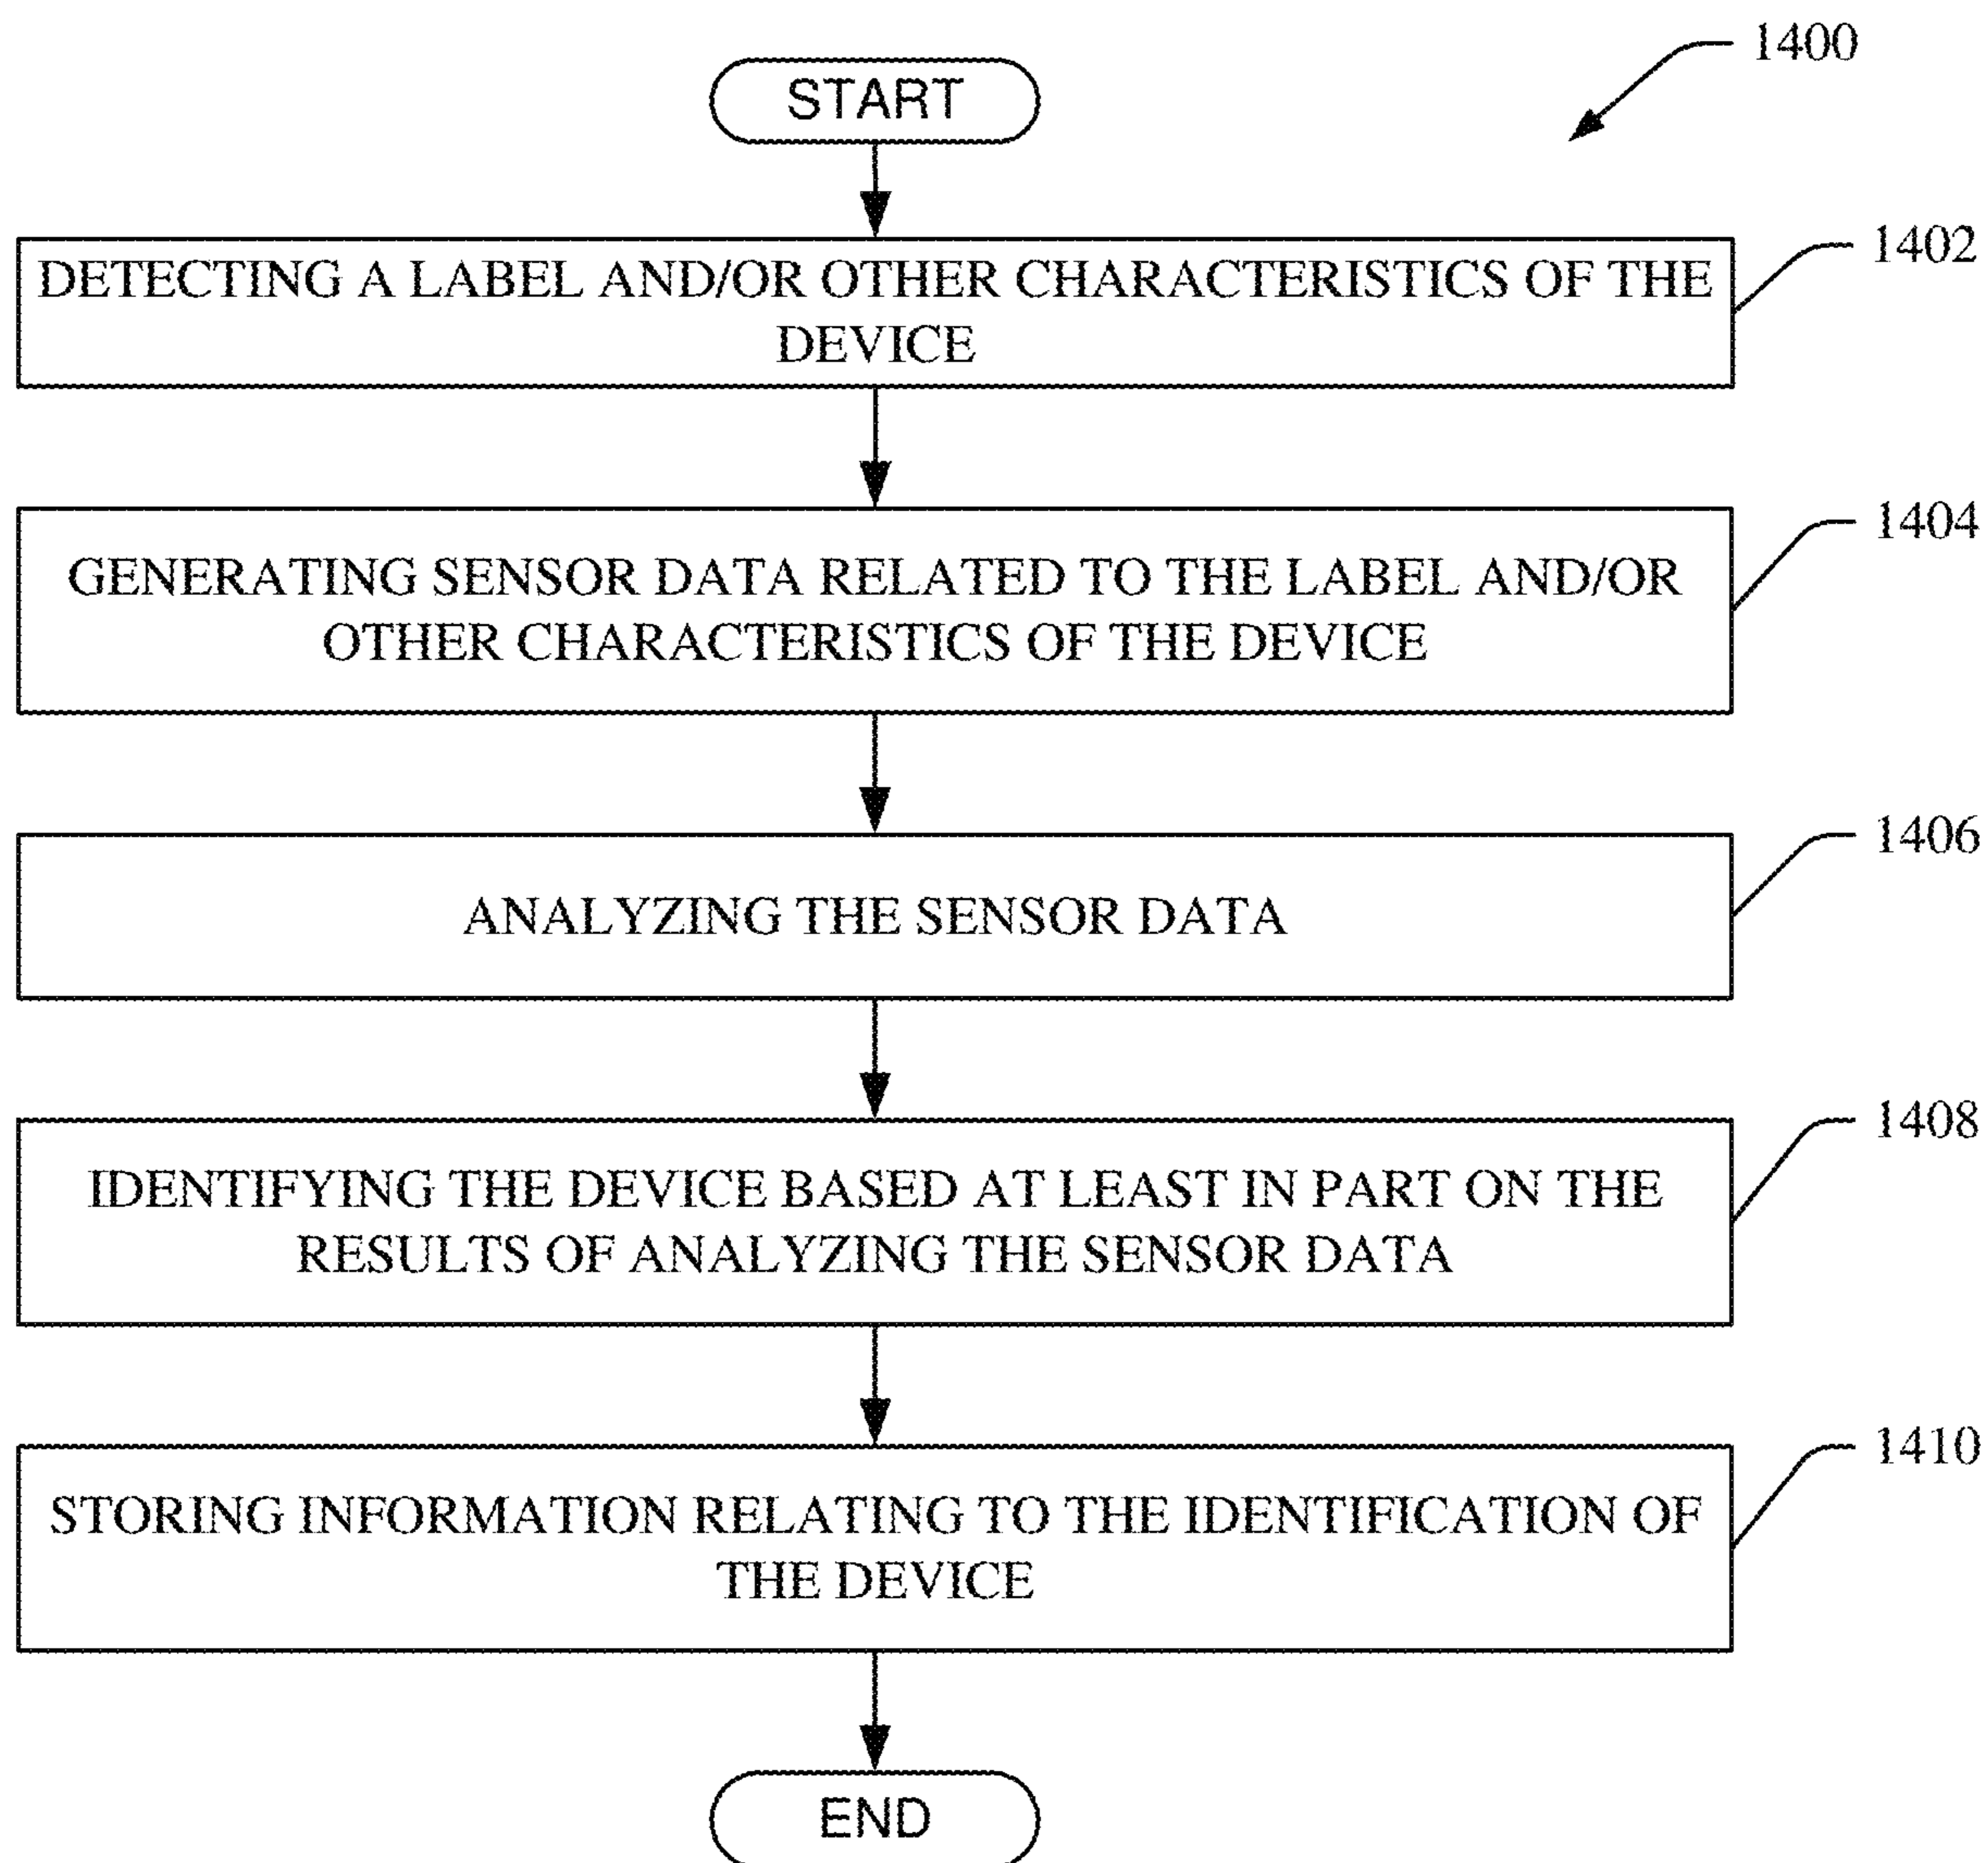 1400
START
1402
DETECTING A LABEL AND/OR OTHER CHARACTERISTICS OF THE
DEVICE
1404
GENERATING SENSOR DATA RELATED TO THE LABEL AND/OR
OTHER CHARACTERISTICS OF THE DEVICE
1406
ANALYZING THE SENSOR DATA
1408
IDENTIFYING THE DEVICE BASED AT LEAST IN PART ON THE
RESULTS OF ANALYZING THE SENSOR DATA
1410
STORING INFORMATION RELATING TO THE IDENTIFICATION OF
THE DEVICE
END